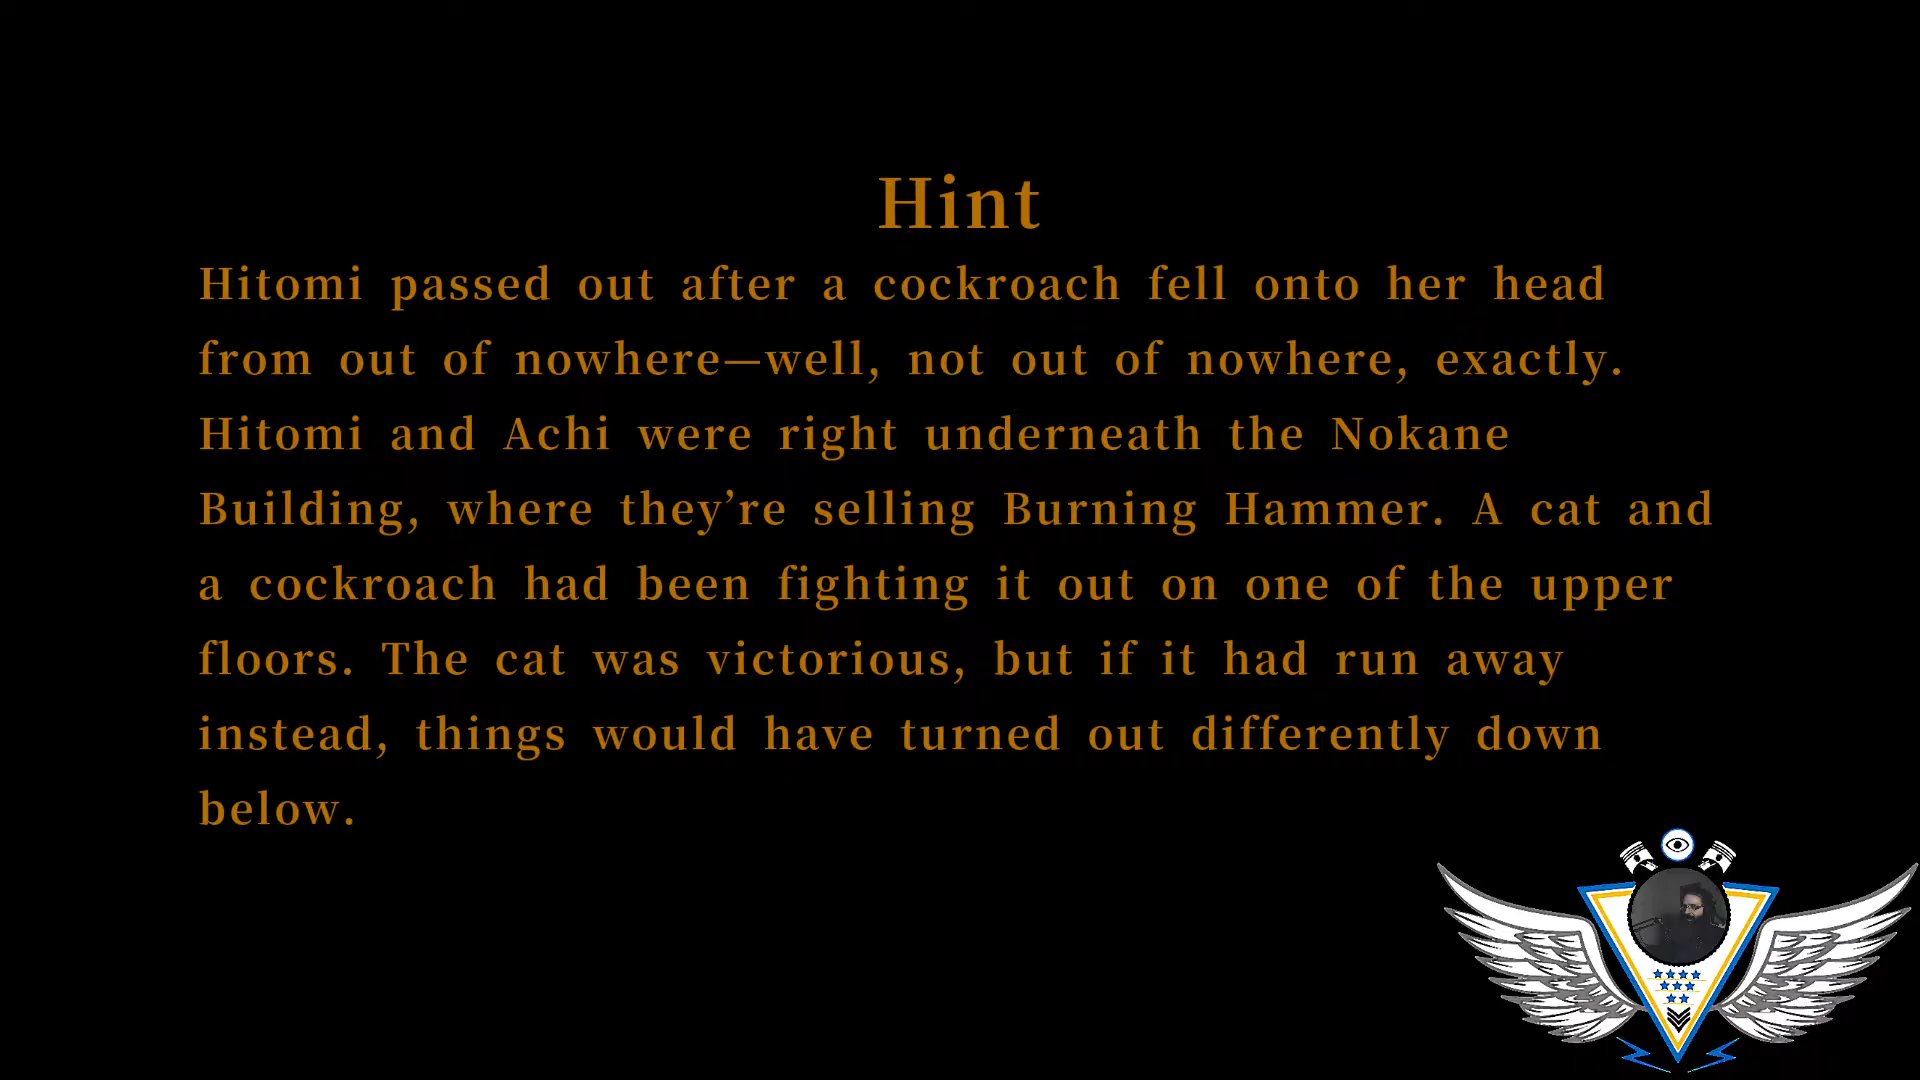 Hint
Hitomi passed out after a cockroach fell onto her head
from out of nowhere—well, not out of nowhere, exactly.
Hitomi and Achi were right underneath the Nokane
Building, where they’re selling Burning Hammer. A cat and
a cockroach had been fighting it out on one of the upper
floors. The cat was victorious, but if it had run away
instead, things would have turned out differently down
below.